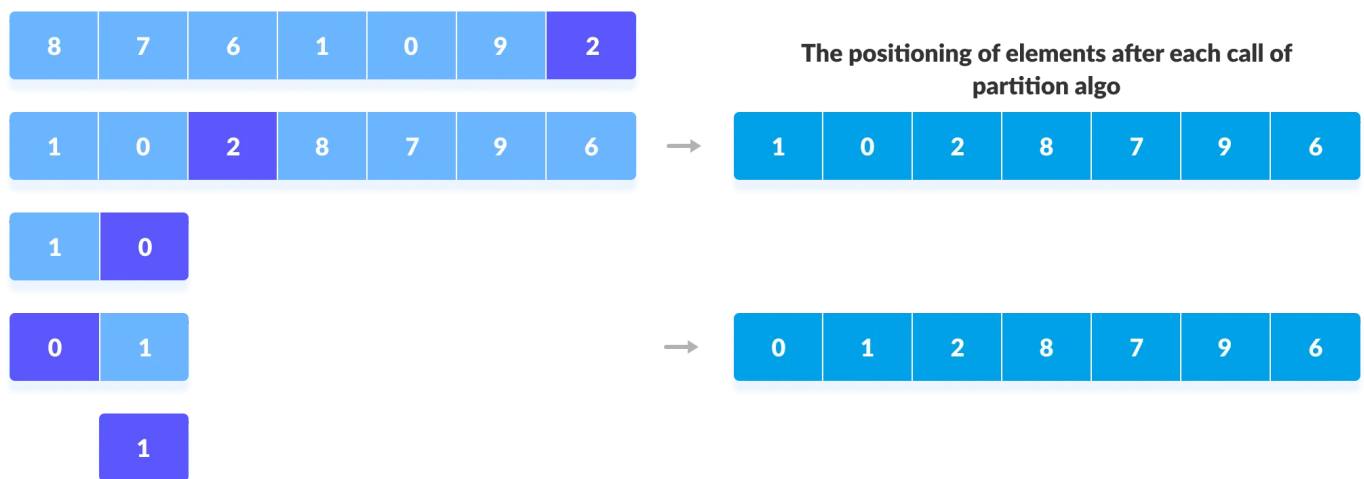 8 7 6 1 0 9 2
The positioning of elements after each call of
partition algo
1 0 2 8 7 9 6
1 0 2 8 7 9 6
1 0
0 1
0 1 2 8 7 9 6
1